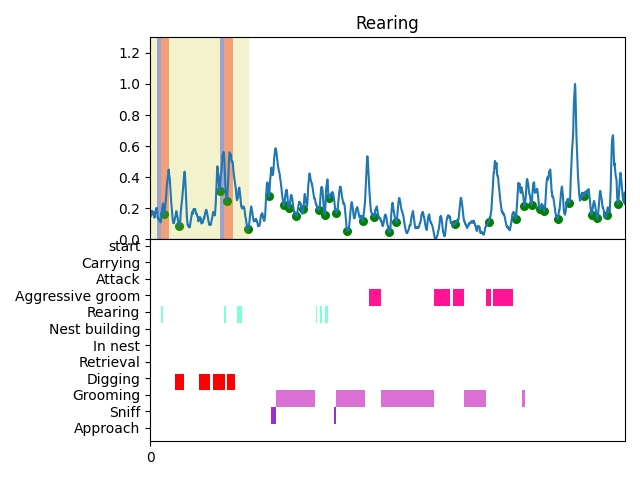 Rearing
1.2
1.0
0.8
0.6
0.4
0.2
0.0
start
Carrying
Attack
Aggressive groom
Rearing
Nest building
In nest
Retrieval
Digging
Grooming
Sniff
Approach
0